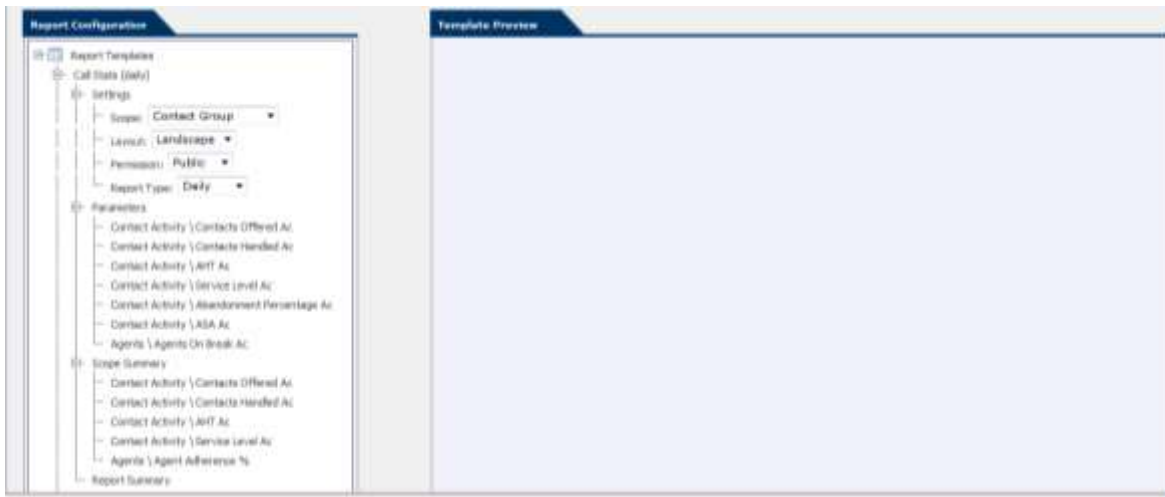 Report Configuration
Template Preview
Report Templates
Call Stats (daily)
Settings
Scope: Contact Group
Layout: Landscape
Permission: Public
Report Type: Daily
Parameters
Contact Activity \ Contacts Offered Ac
Contact Activity \ Contacts Handled Ac
Contact Activity \ AHT Ac
Contact Activity \ Service Level Ac
Contact Activity \ Abandonment Percentage Ac
Contact Activity \ ASA Ac
Agents \ Agents On Break Ac
Scope Summary
Contact Activity \ Contacts Offered Ac
Contact Activity \ Contacts Handled Ac
Contact Activity \ AHT Ac
Contact Activity \ Service Level Ac
Agents \ Agent Adherence %
Report Summary